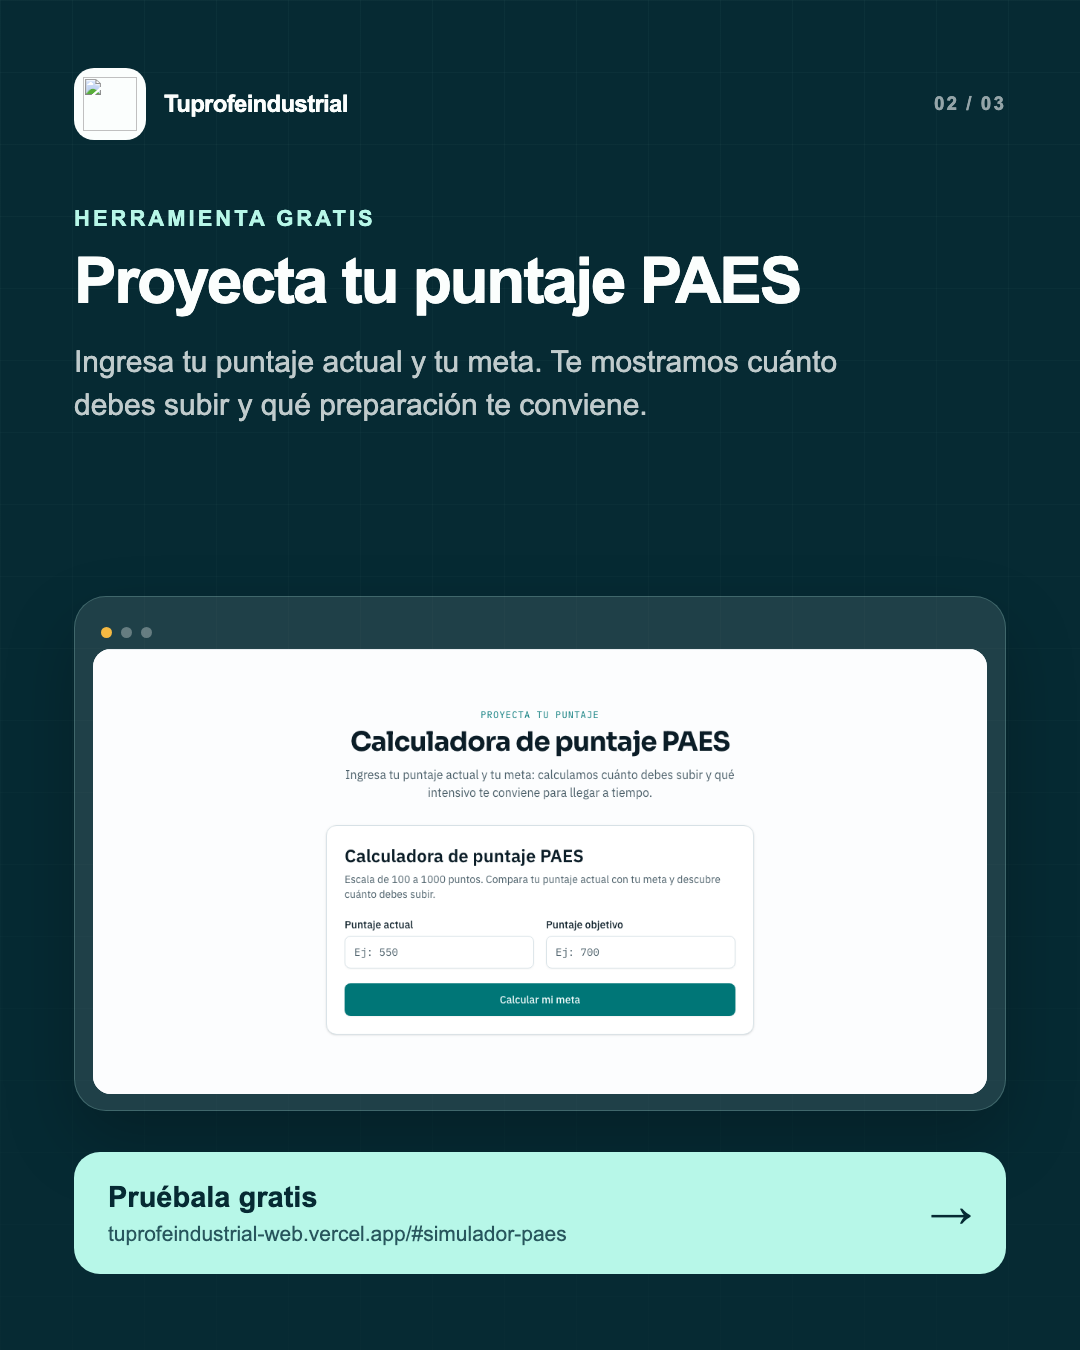 Tuprofeindustrial
02 / 03
HERRAMIENTA GRATIS
Proyecta tu puntaje PAES
Ingresa tu puntaje actual y tu meta. Te mostramos cuánto
debes subir y qué preparación te conviene.
PROYECTA TU PUNTAJE
Calculadora de puntaje PAES
Ingresa tu puntaje actual y tu meta: calculamos cuánto debes subir y qué
intensivo te conviene para llegar a tiempo.
Calculadora de puntaje PAES
Escala de 100 a 1000 puntos. Compara tu puntaje actual con tu meta y descubre
cuánto debes subir.
Puntaje actual
Puntaje objetivo
Ej: 550
Ej: 700
Calcular mi meta
Pruébala gratis
tuprofeindustrial-web.vercel.app/#simulador-paes